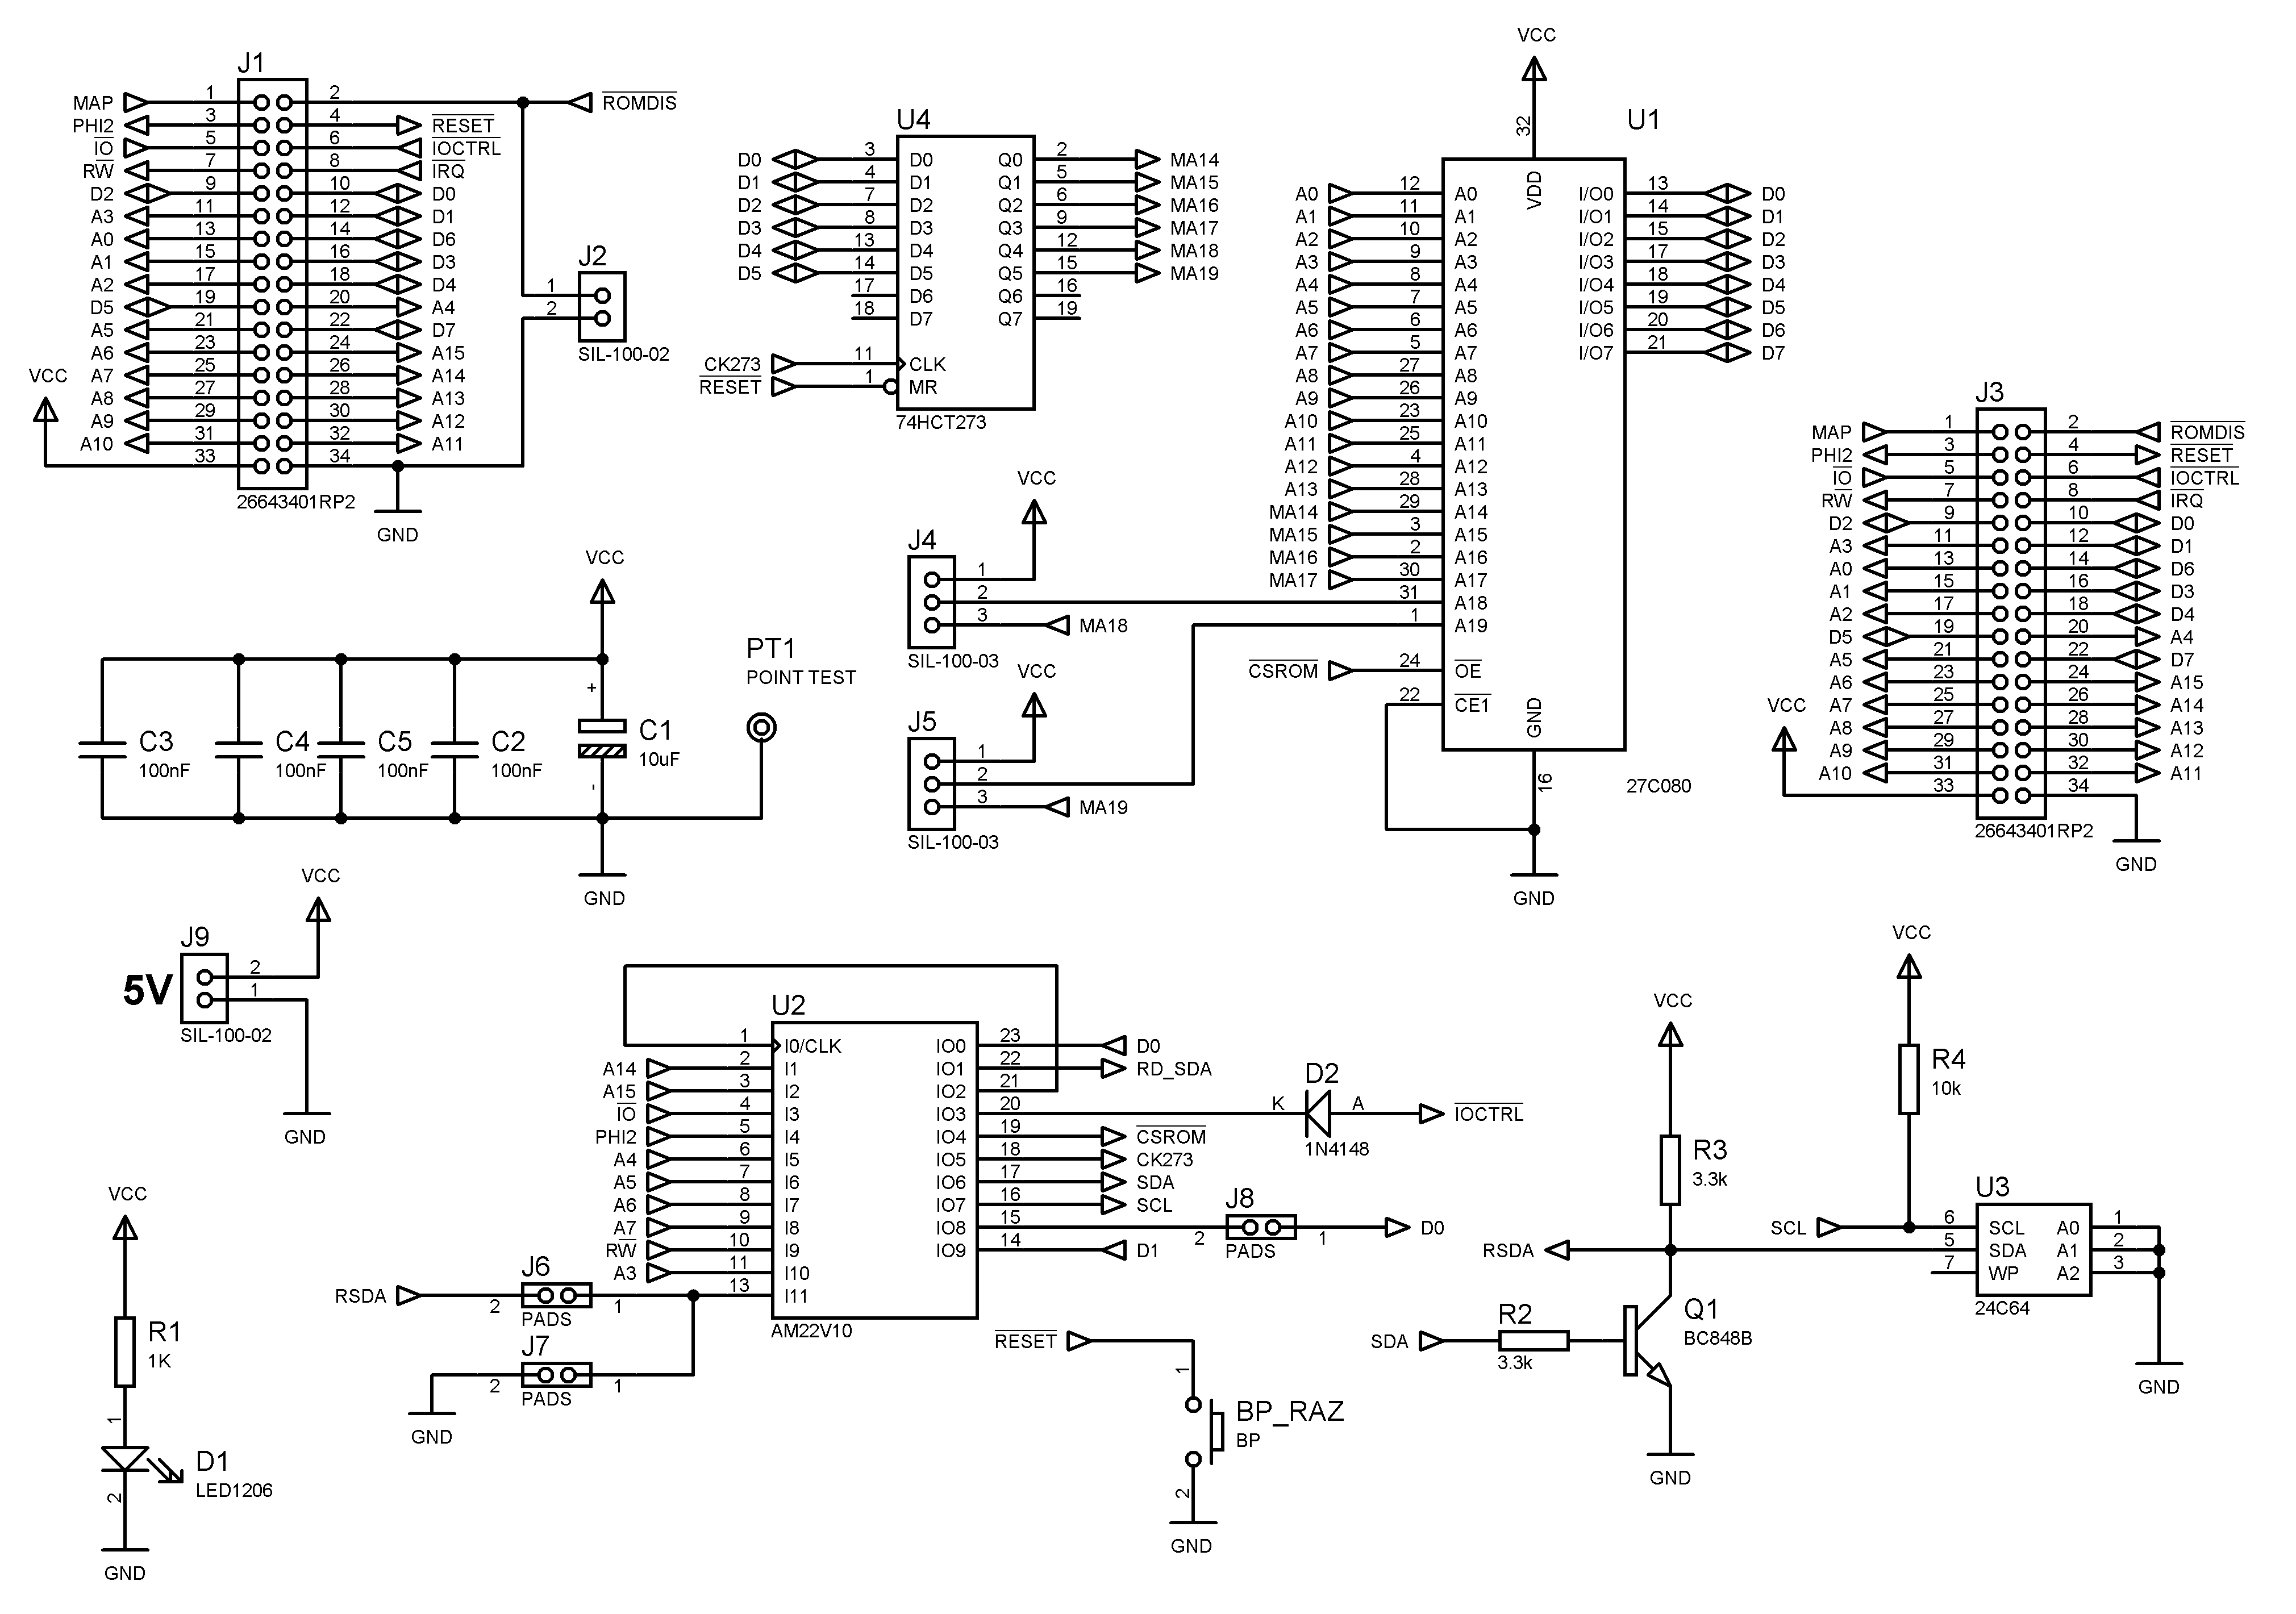 J1
MAP 1 2 ROMDIS
PHI2 3 4 RESET
IO 5 6 IOCTRL
RW 7 8 IRQ
D2 9 10 D0
A3 11 12 D1
A0 13 14 D6
A1 15 16 D3
A2 17 18 D4
D5 19 20 A4
A5 21 22 D7
A6 23 24 A15
VCC A7 25 26 A14
A8 27 28 A13
A9 29 30 A12
A10 31 32 A11
33 34
26643401RP2
GND
J2
1
2
SIL-100-02
U4
D0 3 D0 Q0 2 MA14
D1 4 D1 Q1 5 MA15
D2 7 D2 Q2 6 MA16
D3 8 D3 Q3 9 MA17
D4 13 D4 Q4 12 MA18
D5 14 D5 Q5 15 MA19
17 D6 Q6 16
18 D7 Q7 19
CK273 11 CLK
RESET 1 MR
74HCT273
VCC
32
U1
VDD
A0 12 A0 I/O0 13 D0
A1 11 A1 I/O1 14 D1
A2 10 A2 I/O2 15 D2
A3 9 A3 I/O3 17 D3
A4 8 A4 I/O4 18 D4
A5 7 A5 I/O5 19 D5
A6 6 A6 I/O6 20 D6
A7 5 A7 I/O7 21 D7
A8 27 A8
A9 26 A9
A10 23 A10
A11 25 A11
A12 4 A12
A13 28 A13
MA14 29 A14
MA15 3 A15
MA16 2 A16
MA17 30 A17
31 A18
1 A19
CSROM 24 OE
22 CE1
GND
16
27C080
GND
VCC
J4
1
2
3 MA18
SIL-100-03
VCC
J5
1
2
3 MA19
SIL-100-03
J3
MAP 1 2 ROMDIS
PHI2 3 4 RESET
IO 5 6 IOCTRL
RW 7 8 IRQ
D2 9 10 D0
A3 11 12 D1
A0 13 14 D6
A1 15 16 D3
A2 17 18 D4
D5 19 20 A4
A5 21 22 D7
A6 23 24 A15
VCC A7 25 26 A14
A8 27 28 A13
A9 29 30 A12
A10 31 32 A11
33 34
26643401RP2
GND
VCC
+
C3
100nF
C4
100nF
C5
100nF
C2
100nF
C1
10uF
-
GND
PT1
POINT TEST
VCC
J9
5V
2
1
SIL-100-02
GND
U2
1 I0/CLK IO0 23 D0
A14 2 I1 IO1 22 RD_SDA
A15 3 I2 IO2 21
IO 4 I3 IO3 20
PHI2 5 I4 IO4 19 CSROM
A4 6 I5 IO5 18 CK273
A5 7 I6 IO6 17 SDA
A6 8 I7 IO7 16 SCL
A7 9 I8 IO8 15
RW 10 I9 IO9 14 D1
A3 11 I10
13 I11
AM22V10
D2
K A IOCTRL
1N4148
J8
2 1 D0
PADS
J6
RSDA 2 1
PADS
J7
2 1
PADS
GND
VCC
R1
1K
1
D1
LED1206
2
GND
RESET
1
BP_RAZ
BP
2
GND
VCC
R3
3.3k
VCC
R4
10k
U3
SCL 6 SCL A0 1
RSDA 5 SDA A1 2
7 WP A2 3
24C64
GND
SDA
R2
3.3k
Q1
BC848B
GND